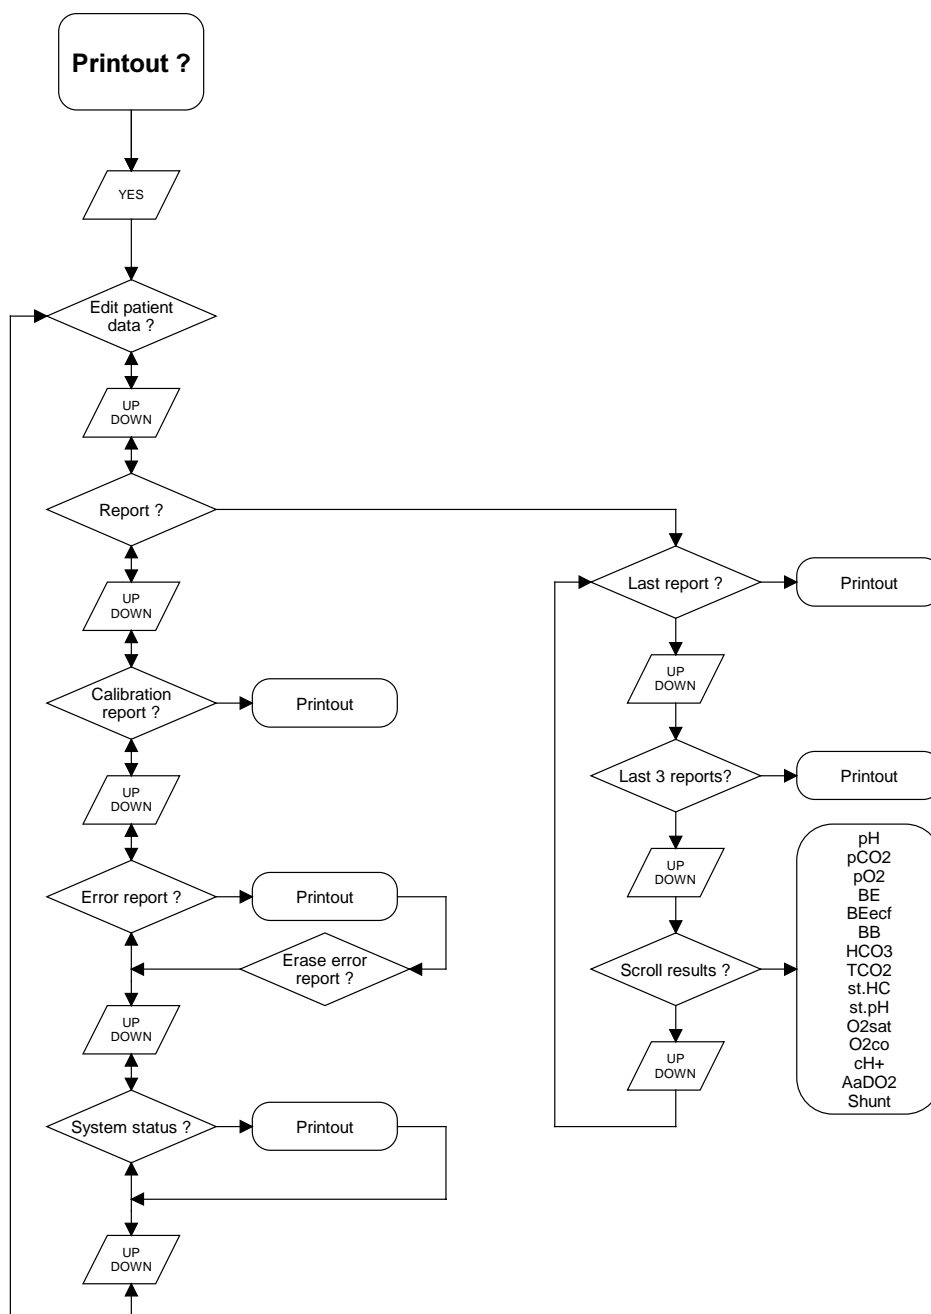 Printout ?
YES
Edit patient
data ?
UP
DOWN
Report ?
UP
DOWN
Calibration
report ?
Printout
UP
DOWN
Error report ?
Printout
Erase error
report ?
UP
DOWN
System status ?
Printout
UP
DOWN
Last report ?
Printout
UP
DOWN
Last 3 reports?
Printout
UP
DOWN
Scroll results ?
pH
pCO2
pO2
BE
BEecf
BB
HCO3
TCO2
st.HC
st.pH
O2sat
O2co
cH+
AaDO2
Shunt
UP
DOWN